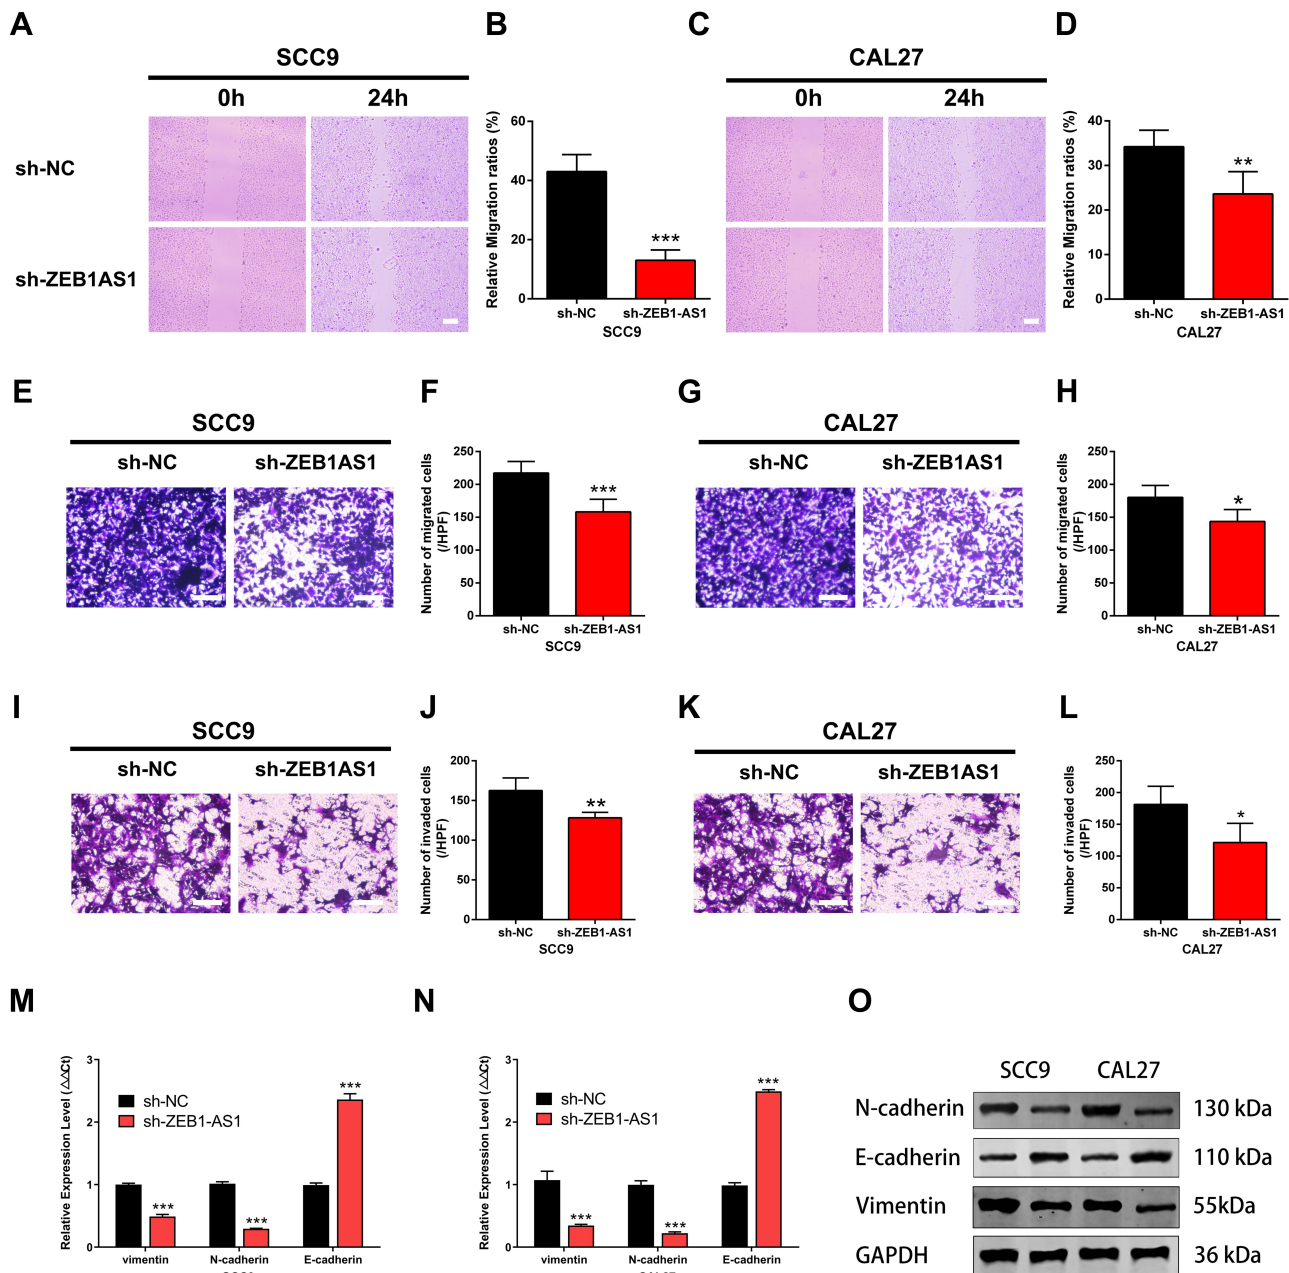 A
B
C
D
SCC9
CAL27
0h
24h
0h
24h
sh-NC
sh-ZEB1AS1
Relative Migration ratios (%)
60
40
20
0
***
sh-NC
sh-ZEB1-AS1
SCC9
Relative Migration ratios (%)
40
30
20
10
0
**
sh-NC
sh-ZEB1-AS1
CAL27
E
F
G
H
SCC9
sh-NC
sh-ZEB1AS1
Number of migrated cells
(/HPF)
250
200
150
100
50
0
***
sh-NC
sh-ZEB1-AS1
SCC9
CAL27
sh-NC
sh-ZEB1AS1
Number of migrated cells
(/HPF)
250
200
150
100
50
0
*
sh-NC
sh-ZEB1-AS1
CAL27
I
J
K
L
SCC9
sh-NC
sh-ZEB1AS1
Number of invaded cells
(/HPF)
200
150
100
50
0
**
sh-NC
sh-ZEB1-AS1
SCC9
CAL27
sh-NC
sh-ZEB1AS1
Number of invaded cells
(/HPF)
250
200
150
100
50
0
*
sh-NC
sh-ZEB1-AS1
CAL27
M
N
O
Relative Expression Level (△△Ct)
3
2
1
0
sh-NC
sh-ZEB1-AS1
***
***
***
vimentin
N-cadherin
E-cadherin
Relative Expression Level (△△Ct)
3
2
1
0
sh-NC
sh-ZEB1-AS1
***
***
***
vimentin
N-cadherin
E-cadherin
SCC9
CAL27
N-cadherin
130 kDa
E-cadherin
110 kDa
Vimentin
55kDa
GAPDH
36 kDa